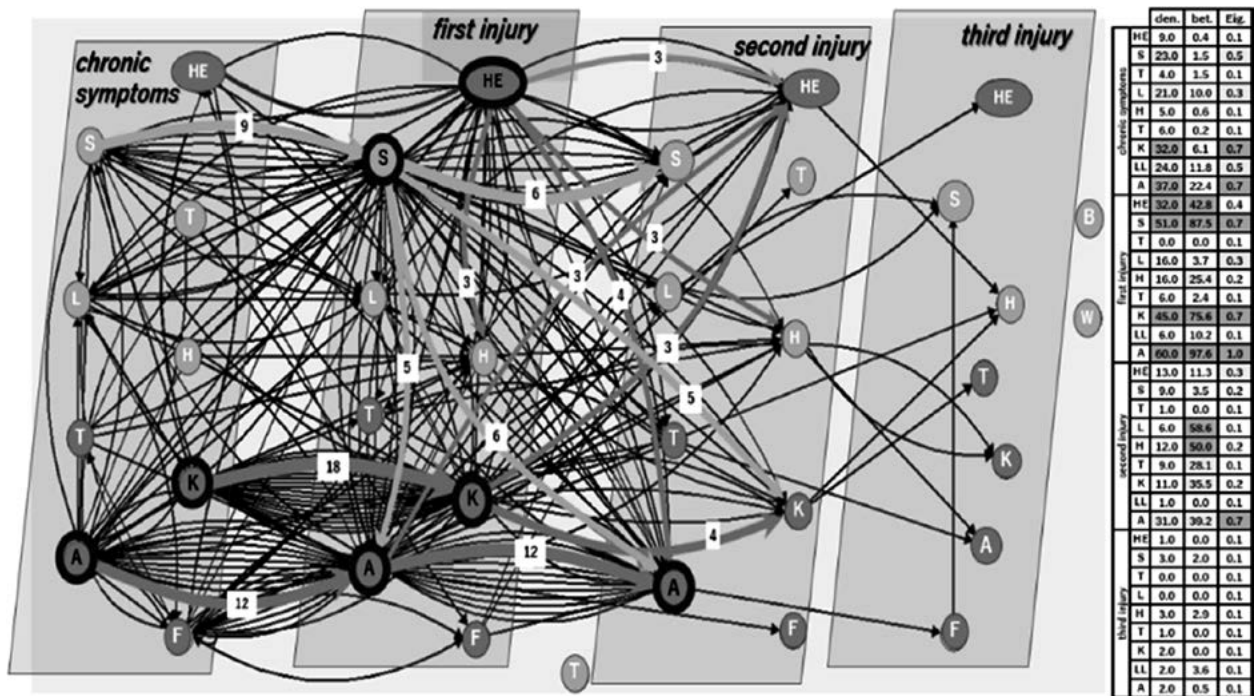 chronic
symptoms
first injury
second injury
third injury
HE
HE
HE
HE
3
9
S
S
S
S
T
T
6
T
B
3
3
3
4
L
L
L
H
W
H
H
H
5
3
T
T
T
T
5
6
K
18
K
K
K
4
A
A
12
A
A
12
F
F
F
F
T
den. bet. Eig.
chronic symptoms
HE 9.0 0.4 0.1
S 23.0 1.5 0.5
T 4.0 1.5 0.1
L 21.0 10.0 0.3
H 5.0 0.6 0.1
T 6.0 0.2 0.1
K 32.0 6.1 0.7
LL 24.0 11.8 0.5
A 37.0 22.4 0.7
first injurry
HE 32.0 42.8 0.4
S 51.0 87.5 0.7
T 0.0 0.0 0.1
L 16.0 3.7 0.3
H 16.0 25.4 0.2
T 6.0 2.4 0.1
K 45.0 75.6 0.7
LL 6.0 10.2 0.1
A 60.0 97.6 1.0
second injury
HE 13.0 11.3 0.3
S 9.0 3.5 0.2
T 1.0 0.0 0.1
L 6.0 58.6 0.1
H 12.0 50.0 0.2
T 9.0 28.1 0.1
K 11.0 35.5 0.2
LL 1.0 0.0 0.1
A 31.0 39.2 0.7
third injury
HE 1.0 0.0 0.1
S 3.0 2.0 0.1
T 0.0 0.0 0.1
L 0.0 0.0 0.1
H 3.0 2.9 0.1
T 1.0 0.0 0.1
K 2.0 0.0 0.1
LL 2.0 3.6 0.1
A 2.0 0.5 0.1